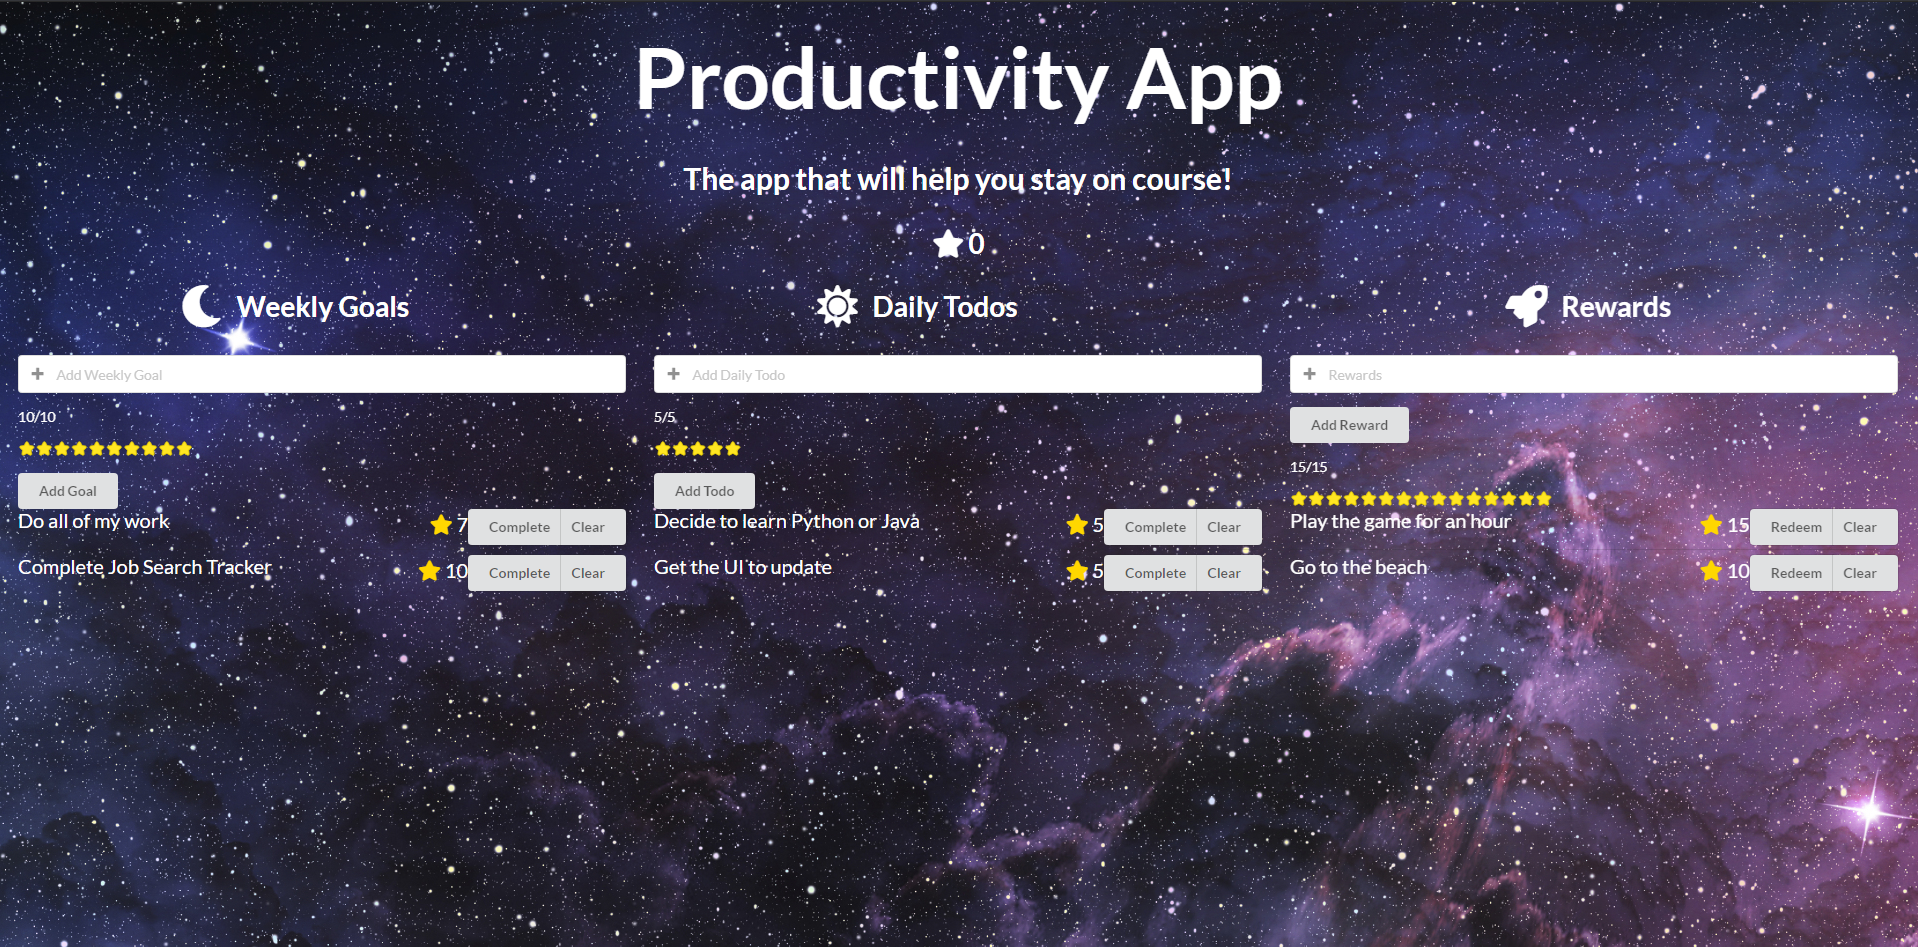 Productivity App
The app that will help you stay on course!
0
Weekly Goals
Add Weekly Goal
10/10
Add Goal
Do all of my work 7 Complete Clear
Complete Job Search Tracker 10 Complete Clear
Daily Todos
Add Daily Todo
5/5
Add Todo
Decide to learn Python or Java 5 Complete Clear
Get the UI to update 5 Complete Clear
Rewards
Rewards
Add Reward
15/15
Play the game for an hour 15 Redeem Clear
Go to the beach 10 Redeem Clear